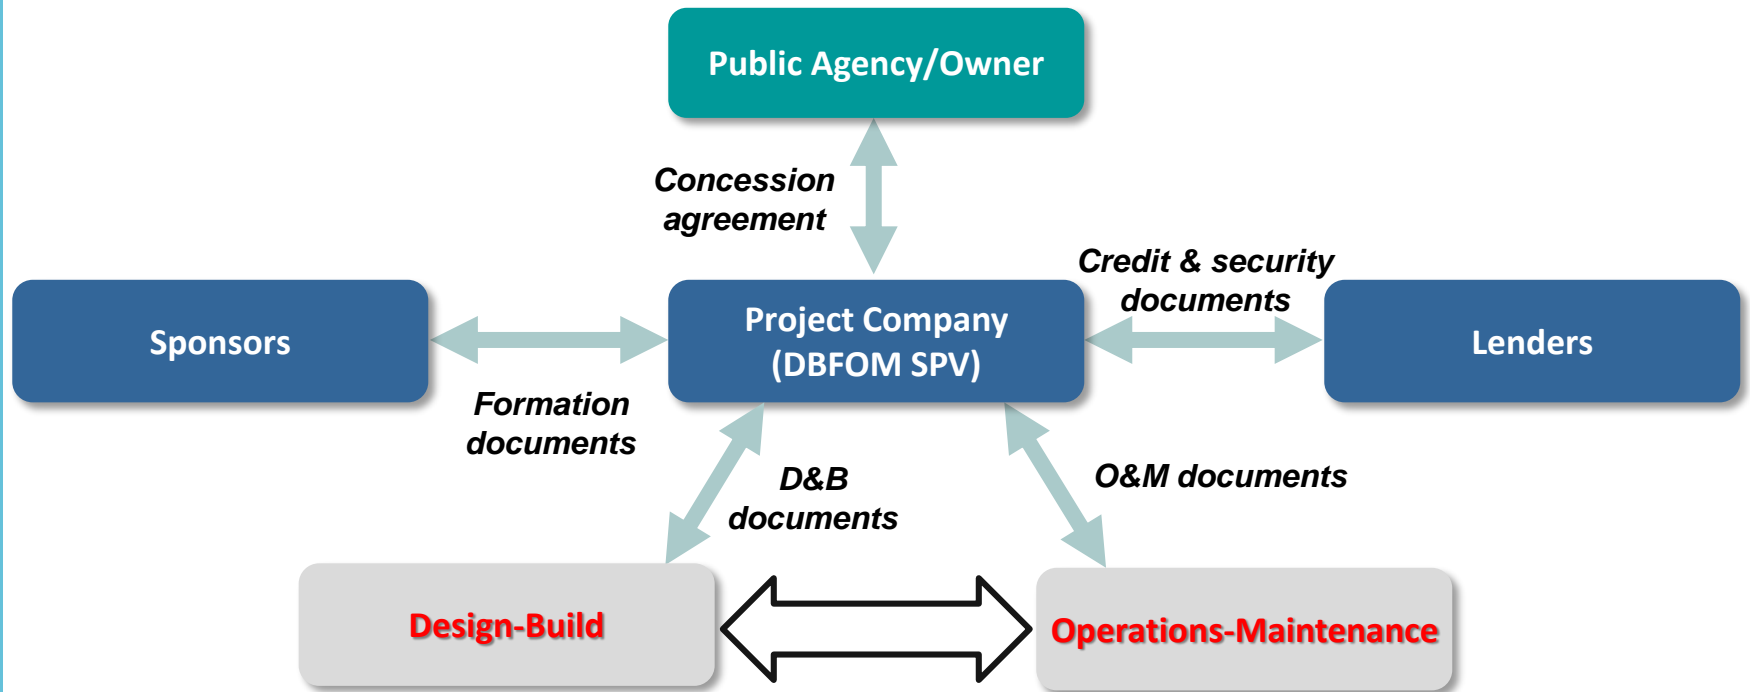 Public Agency/Owner
Concession
agreement
Credit & security
documents
Sponsors
Project Company
(DBFOM SPV)
Lenders
Formation
documents
D&B
documents
O&M documents
Design-Build
Operations-Maintenance